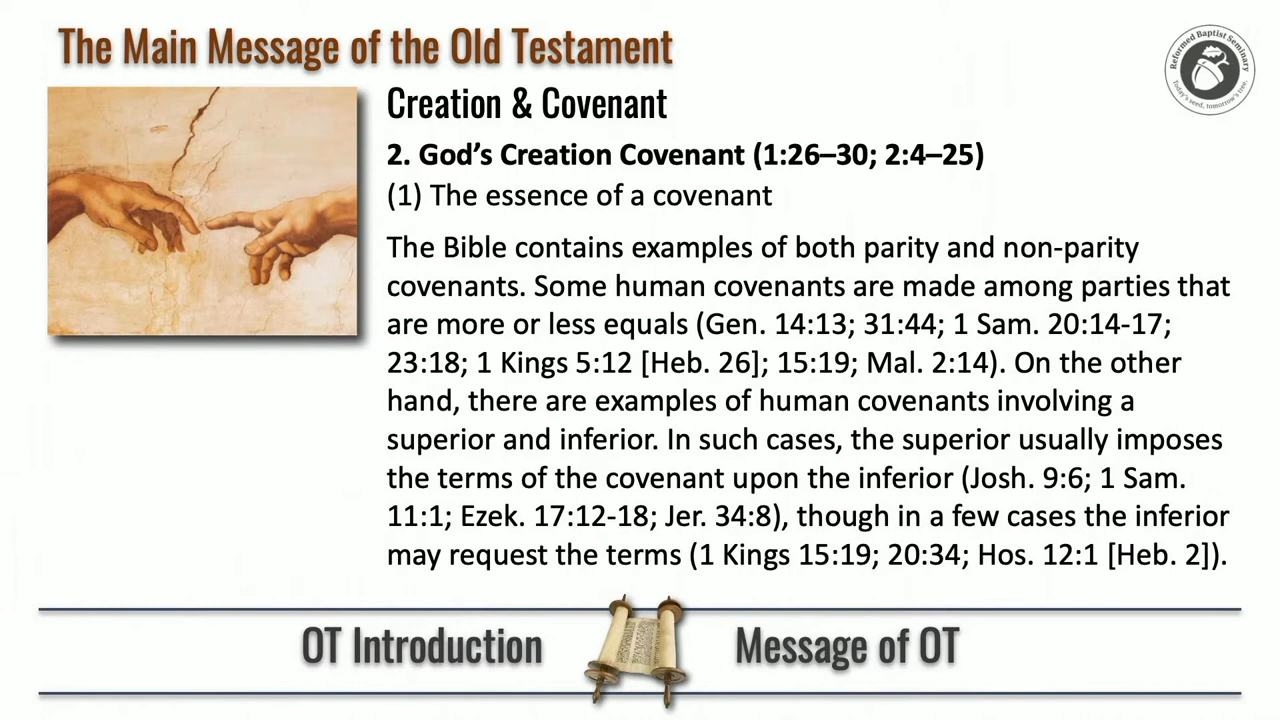 The Main Message of the Old Testament
Reformed Baptist Seminary
Today's seed, tomorrow's tree.
Creation & Covenant
2. God's Creation Covenant (1:26–30; 2:4–25)
(1) The essence of a covenant
The Bible contains examples of both parity and non-parity
covenants. Some human covenants are made among parties that
are more or less equals (Gen. 14:13; 31:44; 1 Sam. 20:14-17;
23:18; 1 Kings 5:12 [Heb. 26]; 15:19; Mal. 2:14). On the other
hand, there are examples of human covenants involving a
superior and inferior. In such cases, the superior usually imposes
the terms of the covenant upon the inferior (Josh. 9:6; 1 Sam.
11:1; Ezek. 17:12-18; Jer. 34:8), though in a few cases the inferior
may request the terms (1 Kings 15:19; 20:34; Hos. 12:1 [Heb. 2]).
OT Introduction
Message of OT